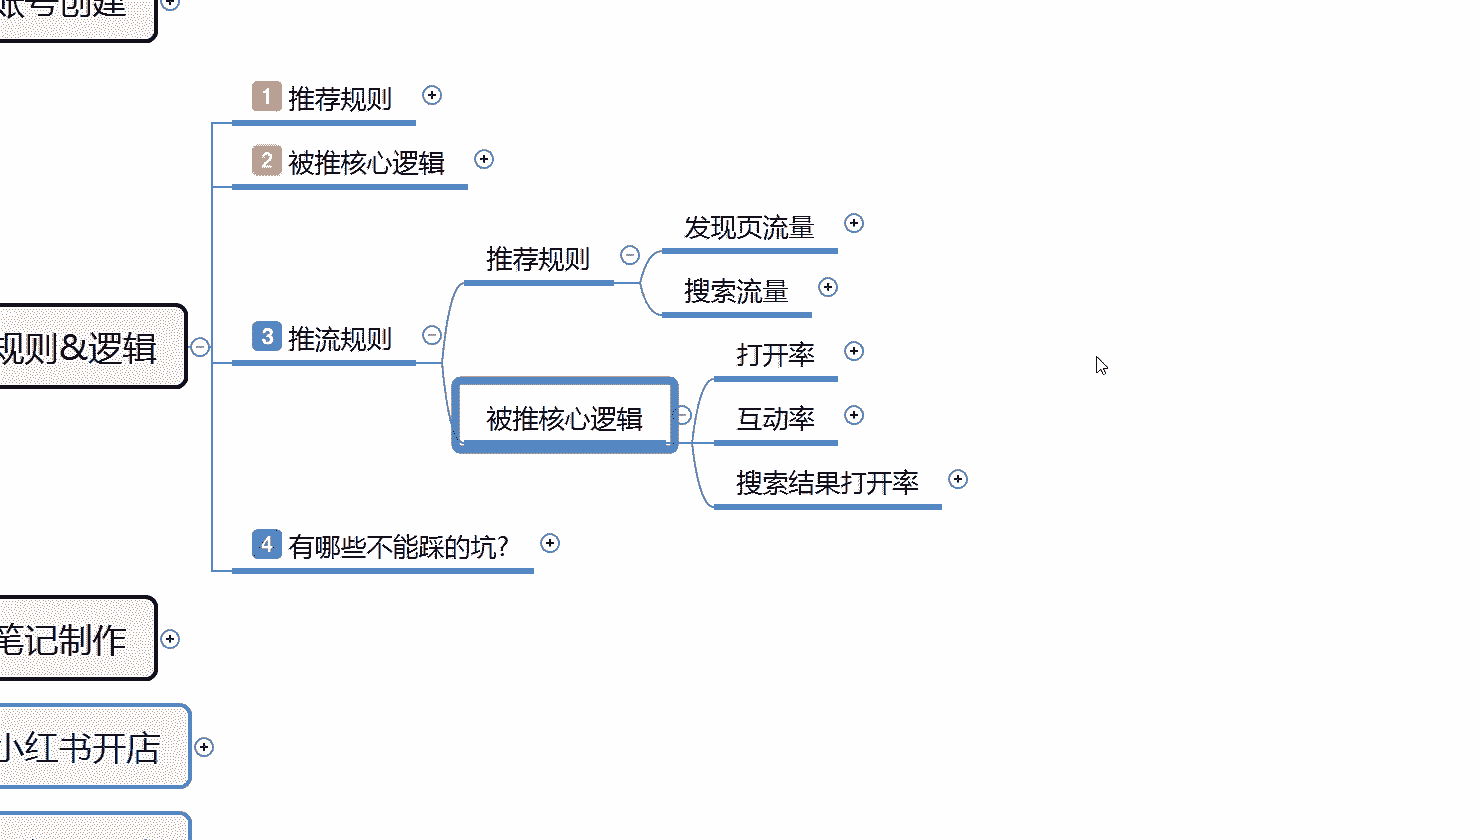 账号创建
1 推荐规则
2 被推核心逻辑
发现页流量
推荐规则
搜索流量
规则&逻辑
3 推流规则
打开率
被推核心逻辑
互动率
搜索结果打开率
4 有哪些不能踩的坑?
笔记制作
小红书开店